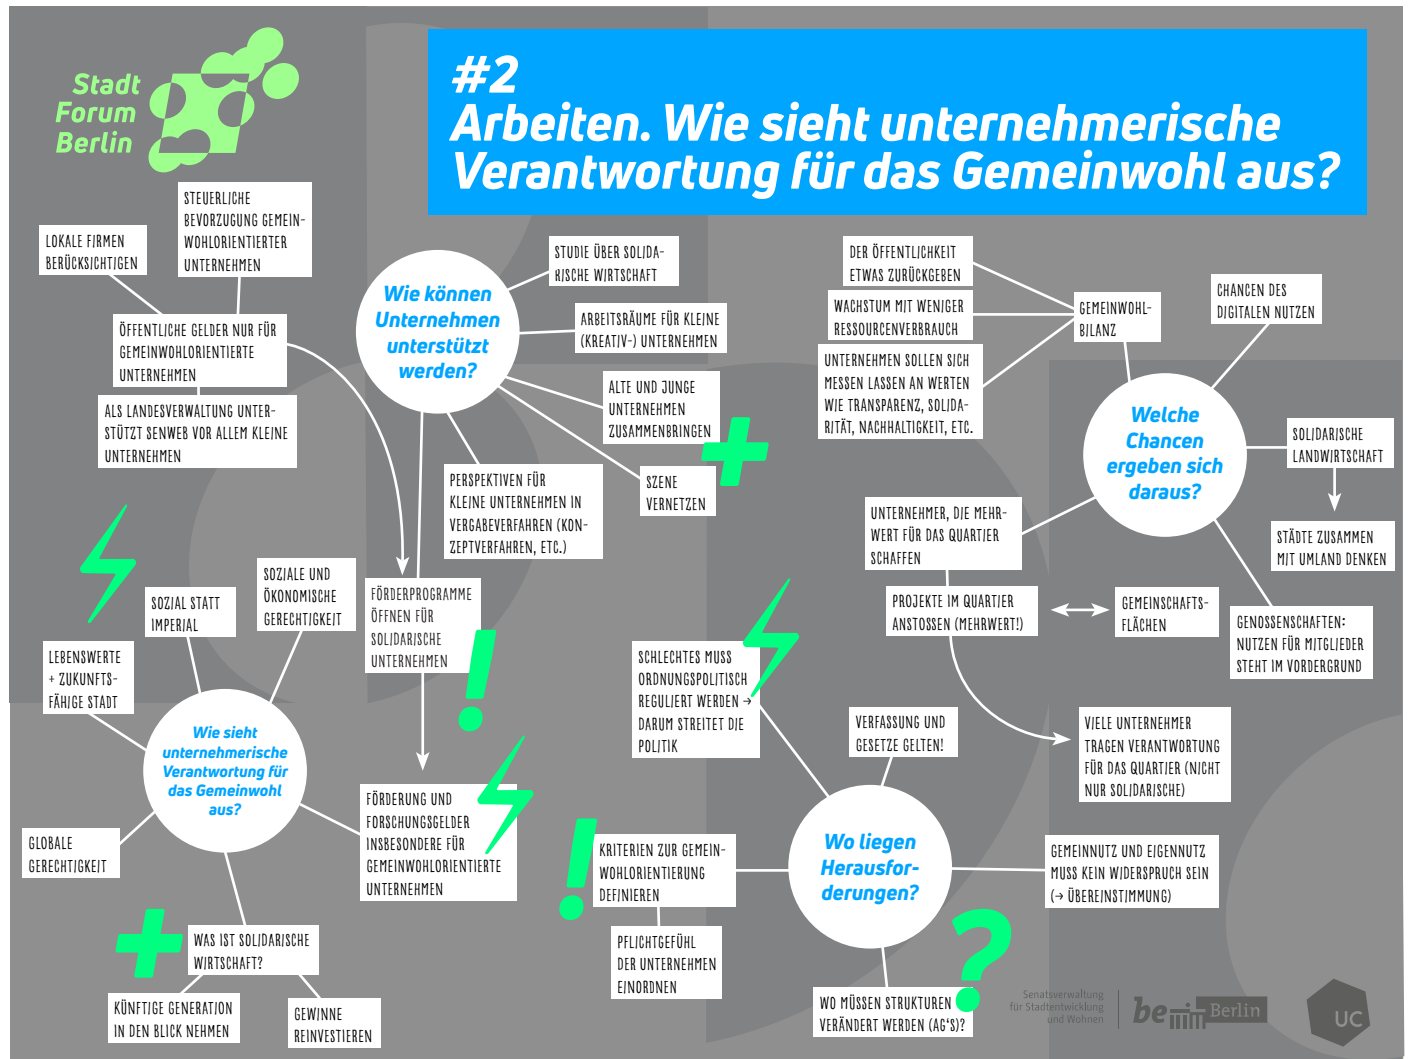 Stadt
Forum
Berlin
#2
Arbeiten. Wie sieht unternehmerische
Verantwortung für das Gemeinwohl aus?
STEUERLICHE
BEVORZUGUNG GEMEIN-
WOHLORIENTIERTER
UNTERNEHMEN
LOKALE FIRMEN
BERÜCKSICHTIGEN
ÖFFENTLICHE GELDER NUR FÜR
GEMEINWOHLORIENTIERTE
UNTERNEHMEN
ALS LANDESVERWALTUNG UNTER-
STÜTZT SENWEB VOR ALLEM KLEINE
UNTERNEHMEN
Wie können
Unternehmen
unterstützt
werden?
STUDIE ÜBER SOLIDA-
RISCHE WIRTSCHAFT
ARBEITSRÄUME FÜR KLEINE
(KREATIV-) UNTERNEHMEN
ALTE UND JUNGE
UNTERNEHMEN
ZUSAMMENBRINGEN
SZENE
VERNETZEN
PERSPEKTIVEN FÜR
KLEINE UNTERNEHMEN IN
VERGABEVERFAHREN (KON-
ZEPTVERFAHREN, ETC.)
FÖRDERPROGRAMME
ÖFFNEN FÜR
SOLIDARISCHE
UNTERNEHMEN
DER ÖFFENTLICHKEIT
ETWAS ZURÜCKGEBEN
WACHSTUM MIT WENIGER
RESSOURCENVERBRAUCH
UNTERNEHMEN SOLLEN SICH
MESSEN LASSEN AN WERTEN
WIE TRANSPARENZ, SOLIDA-
RITÄT, NACHHALTIGKEIT, ETC.
GEMEINWOHL-
BILANZ
CHANCEN DES
DIGITALEN NUTZEN
Welche
Chancen
ergeben sich
daraus?
SOLIDARISCHE
LANDWIRTSCHAFT
STÄDTE ZUSAMMEN
MIT UMLAND DENKEN
UNTERNEHMER, DIE MEHR-
WERT FÜR DAS QUARTIER
SCHAFFEN
PROJEKTE IM QUARTIER
ANSTOSSEN (MEHRWERT!)
GEMEINSCHAFTS-
FLÄCHEN
GENOSSENSCHAFTEN:
NUTZEN FÜR MITGLIEDER
STEHT IM VORDERGRUND
VIELE UNTERNEHMER
TRAGEN VERANTWORTUNG
FÜR DAS QUARTIER (NICHT
NUR SOLIDARISCHE)
SOZIALE UND
ÖKONOMISCHE
GERECHTIGKEIT
SOZIAL STATT
IMPERIAL
LEBENSWERTE
+ ZUKUNFTS-
FÄHIGE STADT
Wie sieht
unternehmerische
Verantwortung für
das Gemeinwohl
aus?
GLOBALE
GERECHTIGKEIT
FÖRDERUNG UND
FORSCHUNGSGELDER
INSBESONDERE FÜR
GEMEINWOHLORIENTIERTE
UNTERNEHMEN
WAS IST SOLIDARISCHE
WIRTSCHAFT?
KÜNFTIGE GENERATION
IN DEN BLICK NEHMEN
GEWINNE
REINVESTIEREN
!
SCHLECHTES MUSS
ORDNUNGSPOLITISCH
REGULIERT WERDEN →
DARUM STREITET DIE
POLITIK
VERFASSUNG UND
GESETZE GELTEN!
Wo liegen
Herausfor-
derungen?
!
KRITERIEN ZUR GEMEIN-
WOHLORIENTIERUNG
DEFINIEREN
PFLICHTGEFÜHL
DER UNTERNEHMEN
EINORDNEN
GEMEINNUTZ UND EIGENNUTZ
MUSS KEIN WIDERSPRUCH SEIN
(→ ÜBEREINSTIMMUNG)
?
WO MÜSSEN STRUKTUREN
VERÄNDERT WERDEN (AG'S)?
Senatsverwaltung
für Stadtentwicklung
und Wohnen
be Berlin
UC